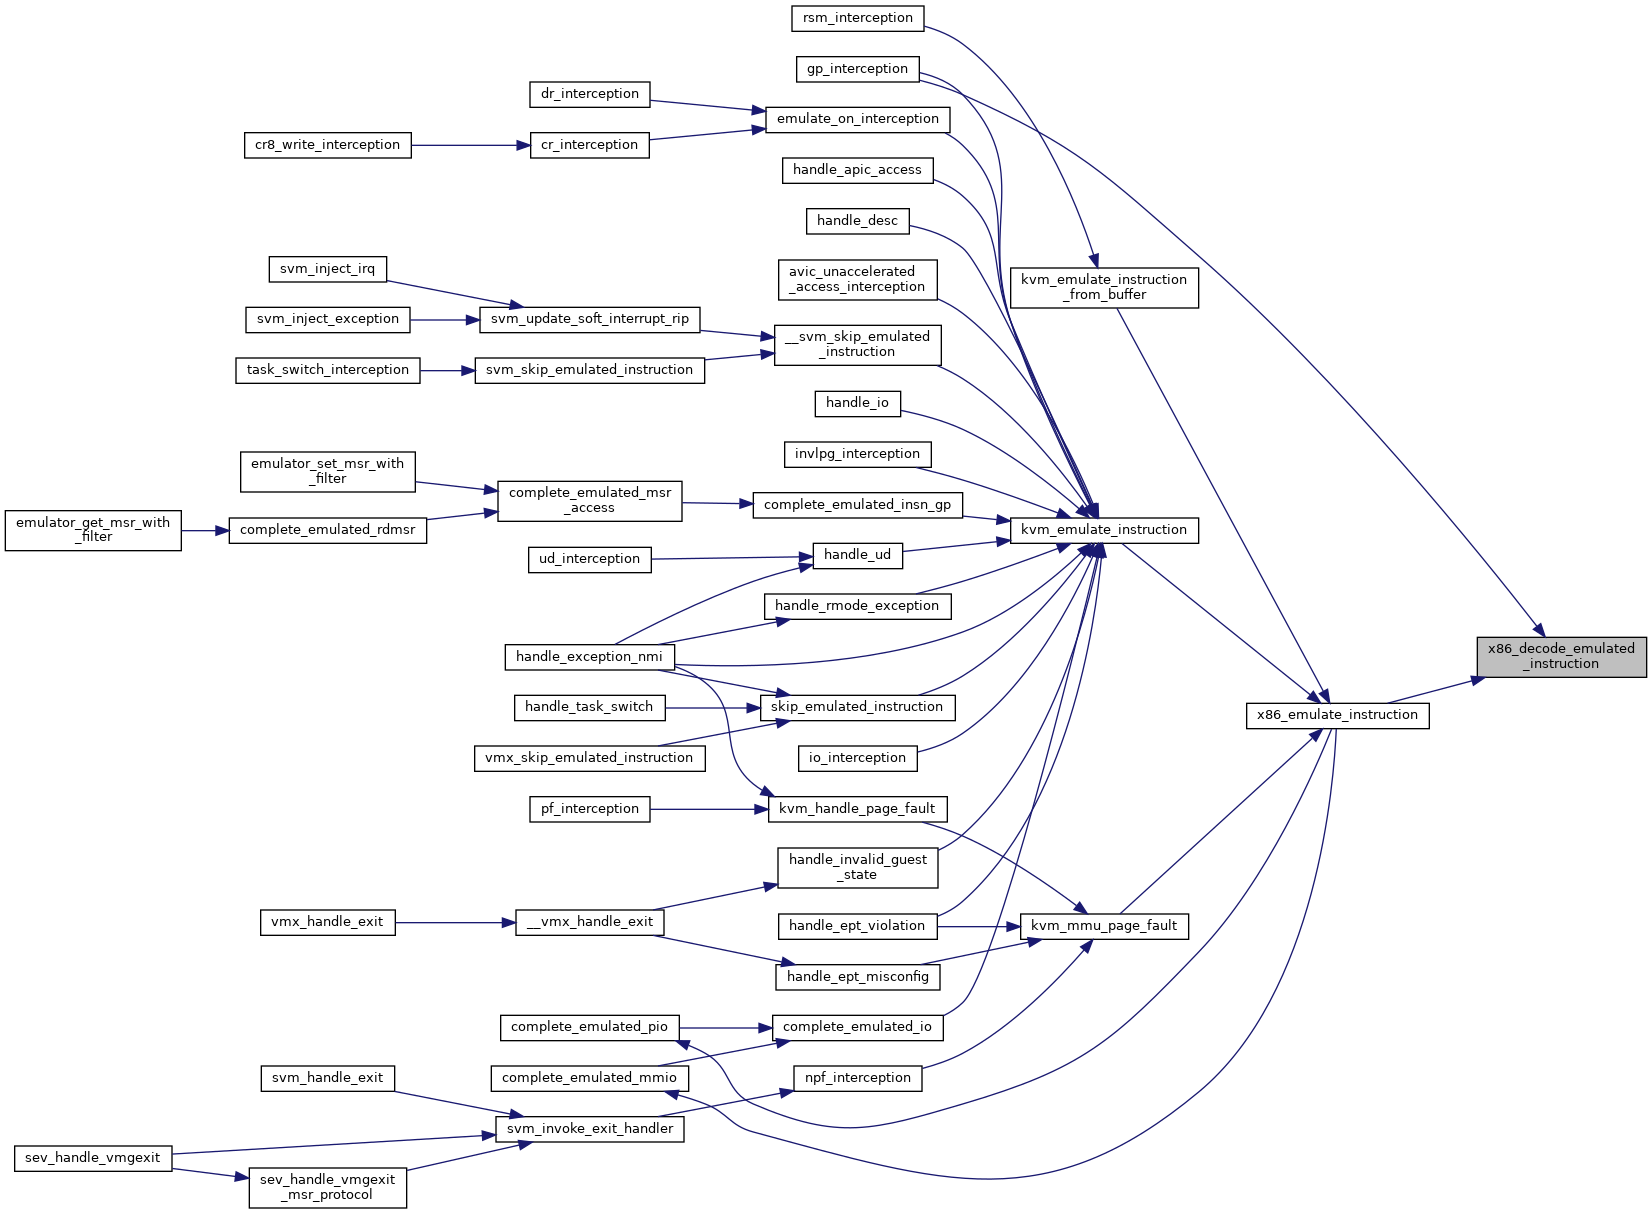 rsm_interception
gp_interception
dr_interception
emulate_on_interception
cr8_write_interception
cr_interception
handle_apic_access
handle_desc
svm_inject_irq
avic_unaccelerated
_access_interception
kvm_emulate_instruction
_from_buffer
svm_inject_exception
svm_update_soft_interrupt_rip
__svm_skip_emulated
_instruction
task_switch_interception
svm_skip_emulated_instruction
handle_io
invlpg_interception
emulator_set_msr_with
_filter
complete_emulated_msr
_access
complete_emulated_insn_gp
emulator_get_msr_with
_filter
complete_emulated_rdmsr
kvm_emulate_instruction
ud_interception
handle_ud
handle_rmode_exception
handle_exception_nmi
x86_decode_emulated
_instruction
handle_task_switch
skip_emulated_instruction
x86_emulate_instruction
vmx_skip_emulated_instruction
io_interception
pf_interception
kvm_handle_page_fault
handle_invalid_guest
_state
vmx_handle_exit
__vmx_handle_exit
handle_ept_violation
kvm_mmu_page_fault
handle_ept_misconfig
complete_emulated_pio
complete_emulated_io
svm_handle_exit
complete_emulated_mmio
npf_interception
svm_invoke_exit_handler
sev_handle_vmgexit
sev_handle_vmgexit
_msr_protocol